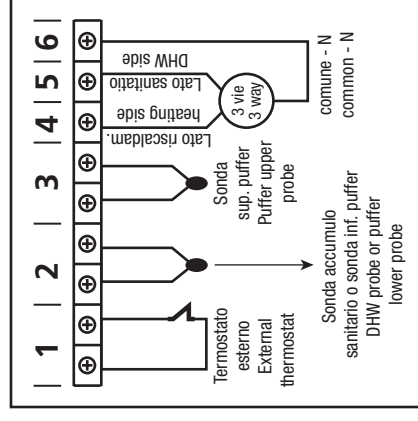 1
2
3
4
5
6
Termostato
esterno
External
thermostat
Sonda accumulo
sanitario o sonda inf. puffer
DHW probe or puffer
lower probe
Sonda
sup. puffer
Puffer upper
probe
Lato riscaldam.
heating side
Lato sanitatio
DHW side
3 vie
3 way
comune - N
common - N